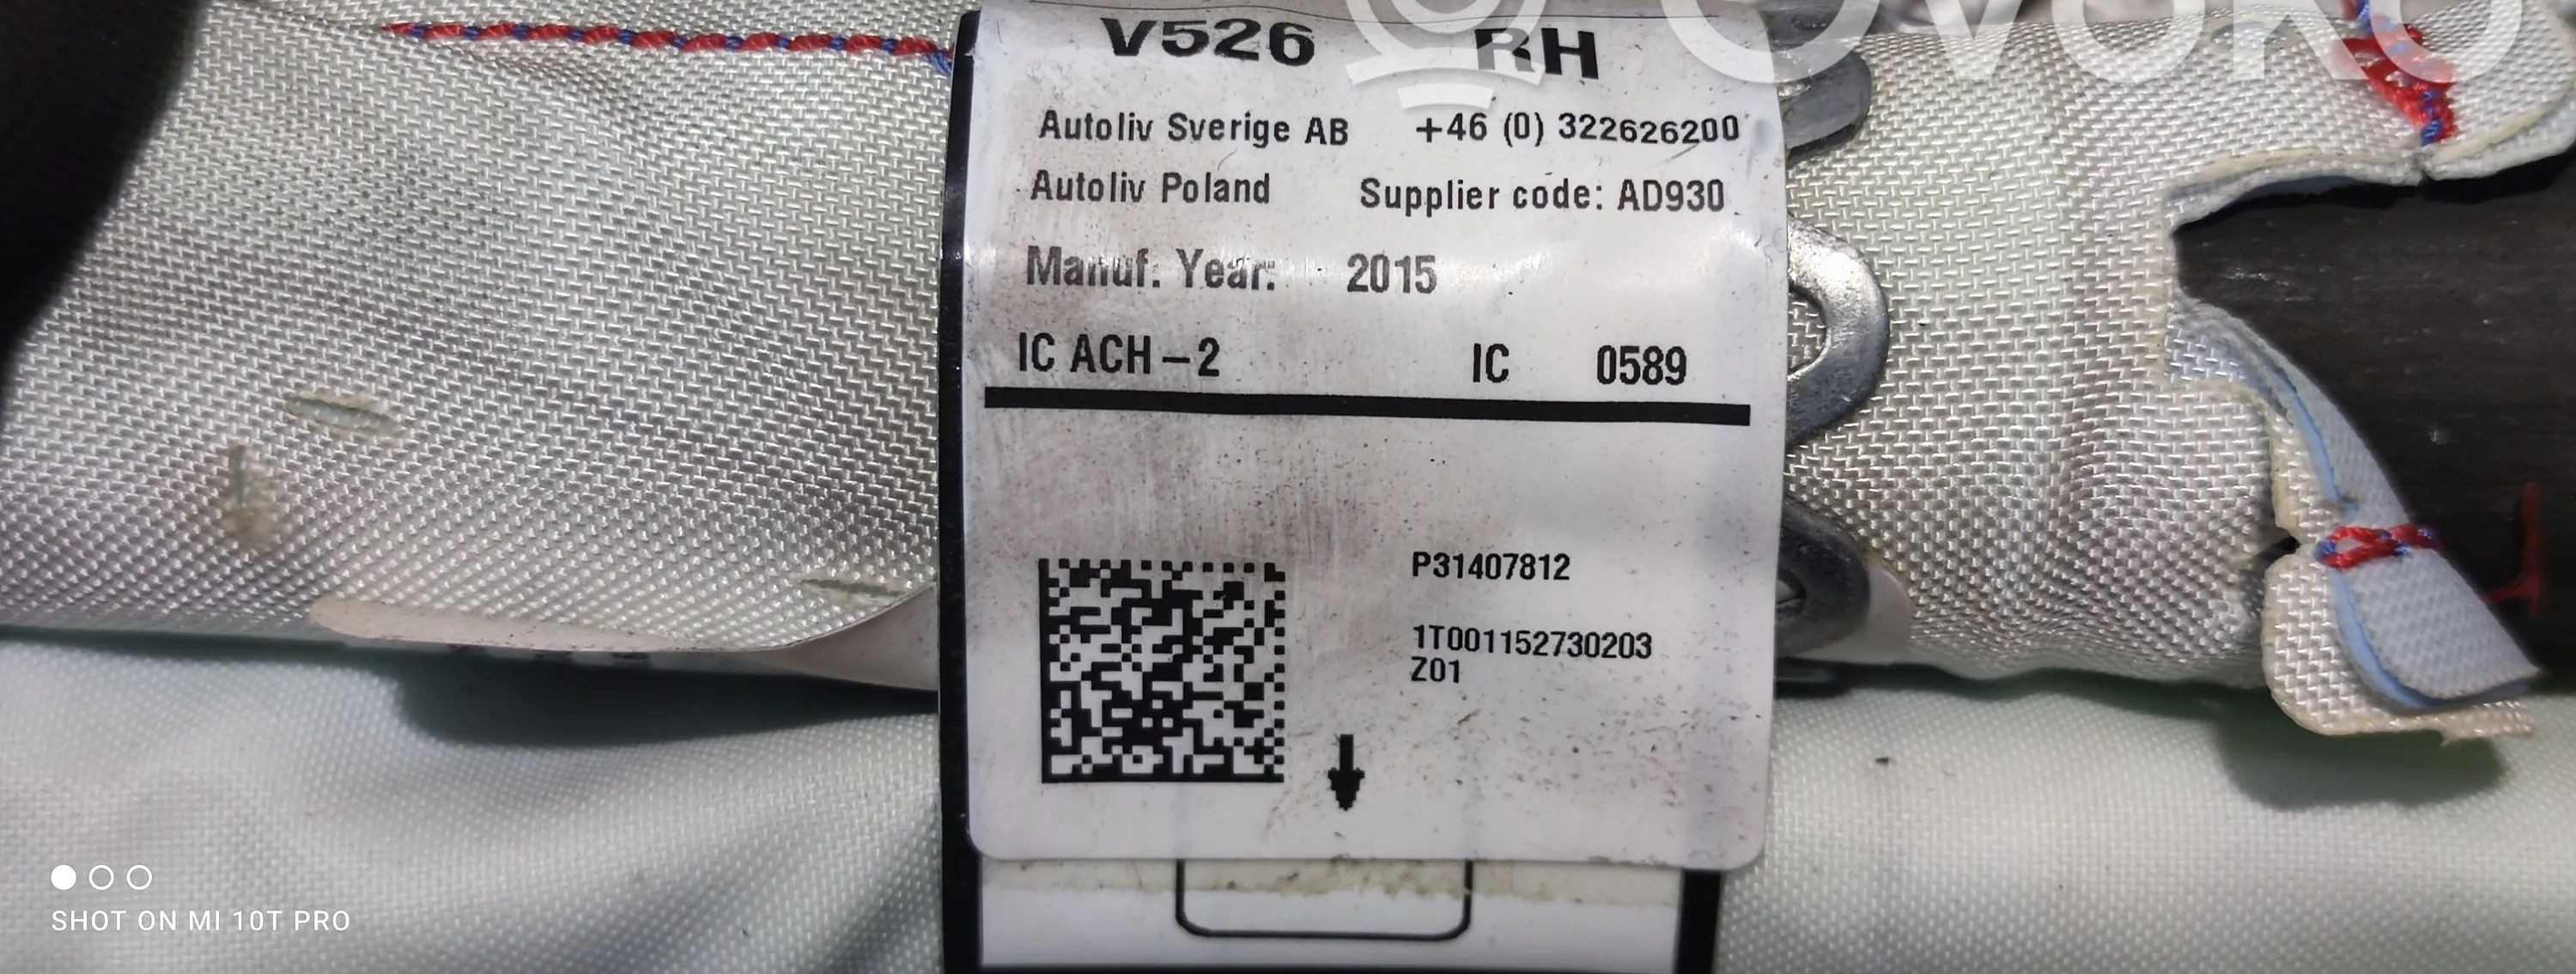 OVOKO
V526 RH
Autoliv Sverige AB +46 (0) 322626200
Autoliv Poland Supplier code: AD930
Manuf. Year: 2015
IC ACH-2 IC 0589
P31407812
1T001152730203
Z01
SHOT ON MI 10T PRO